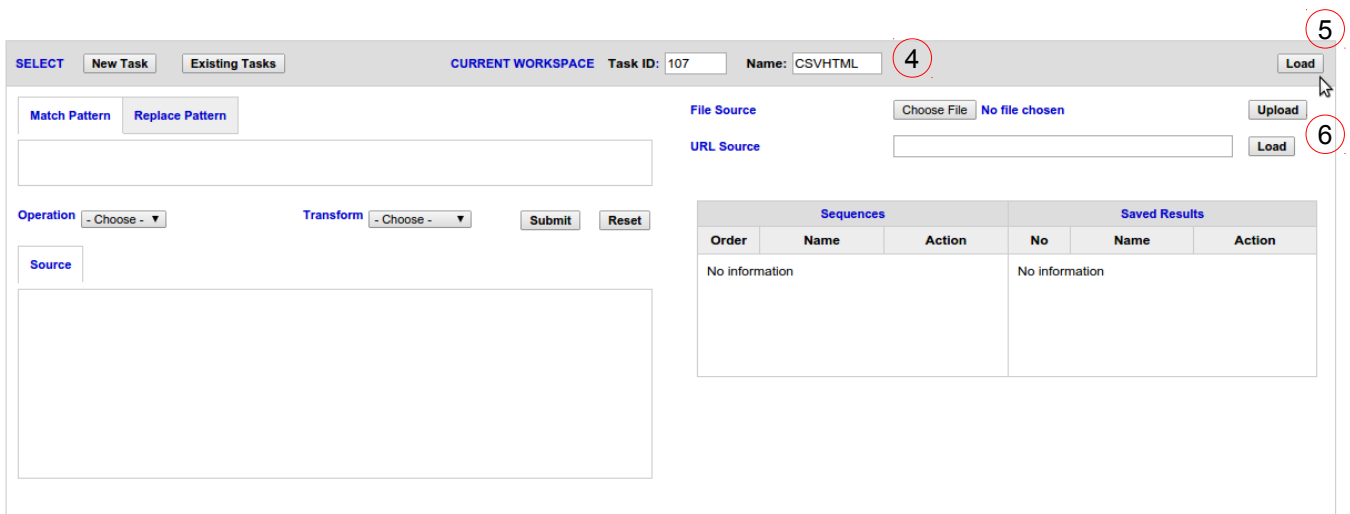 5
SELECT New Task Existing Tasks CURRENT WORKSPACE Task ID: 107 Name: CSVHTML 4 Load
Match Pattern Replace Pattern File Source Choose File No file chosen Upload
URL Source Load 6
Operation - Choose - Transform - Choose - Submit Reset
Sequences Saved Results
Order Name Action No Name Action
Source
No information No information